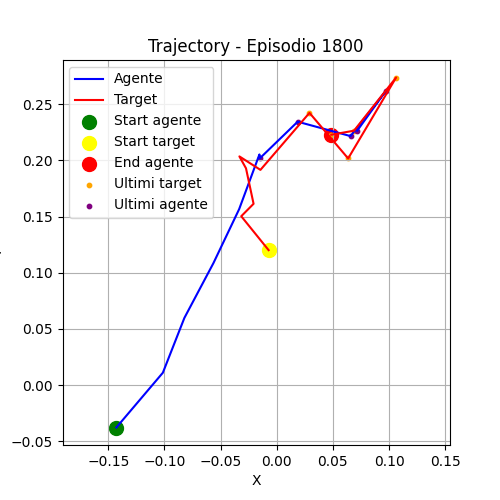 Trajectory - Episodio 1800
Agente
Target
Start agente
Start target
End agente
Ultimi target
Ultimi agente
0.25
0.20
0.15
0.10
0.05
0.00
−0.05
−0.15
−0.10
−0.05
0.00
0.05
0.10
0.15
X